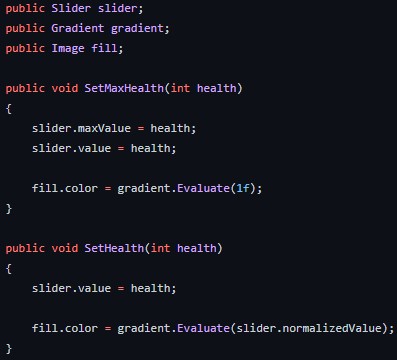 public Slider slider;
public Gradient gradient;
public Image fill;
public void SetMaxHealth(int health)
{
slider.maxValue = health;
slider.value = health;
fill.color = gradient.Evaluate(1f);
}
public void SetHealth(int health)
{
slider.value = health;
fill.color = gradient.Evaluate(slider.normalizedValue);
}